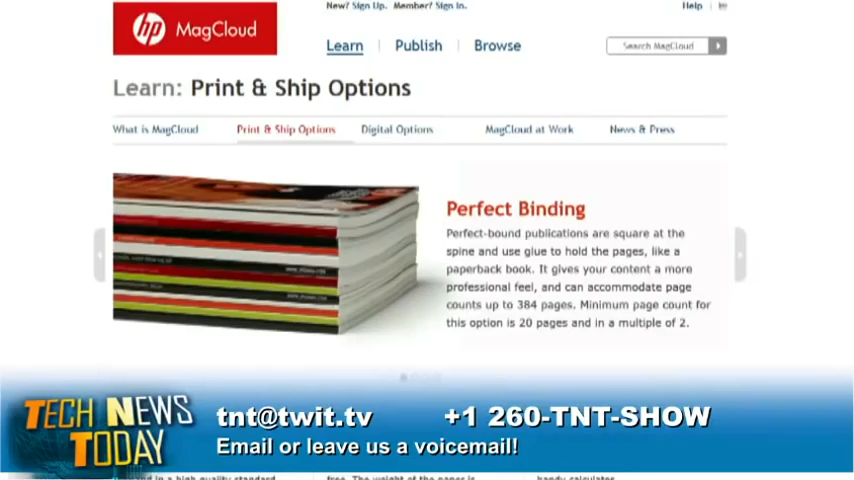 New? Sign Up. Member? Sign In.
Help
hp MagCloud
Learn | Publish | Browse
Search MagCloud
Learn: Print & Ship Options
What is MagCloud
Print & Ship Options
Digital Options
MagCloud at Work
News & Press
Perfect Binding
Perfect-bound publications are square at the
spine and use glue to hold the pages, like a
paperback book. It gives your content a more
professional feel, and can accommodate page
counts up to 384 pages. Minimum page count for
this option is 20 pages and in a multiple of 2.
TECH NEWS
TODAY
tnt@twit.tv
+1 260-TNT-SHOW
Email or leave us a voicemail!